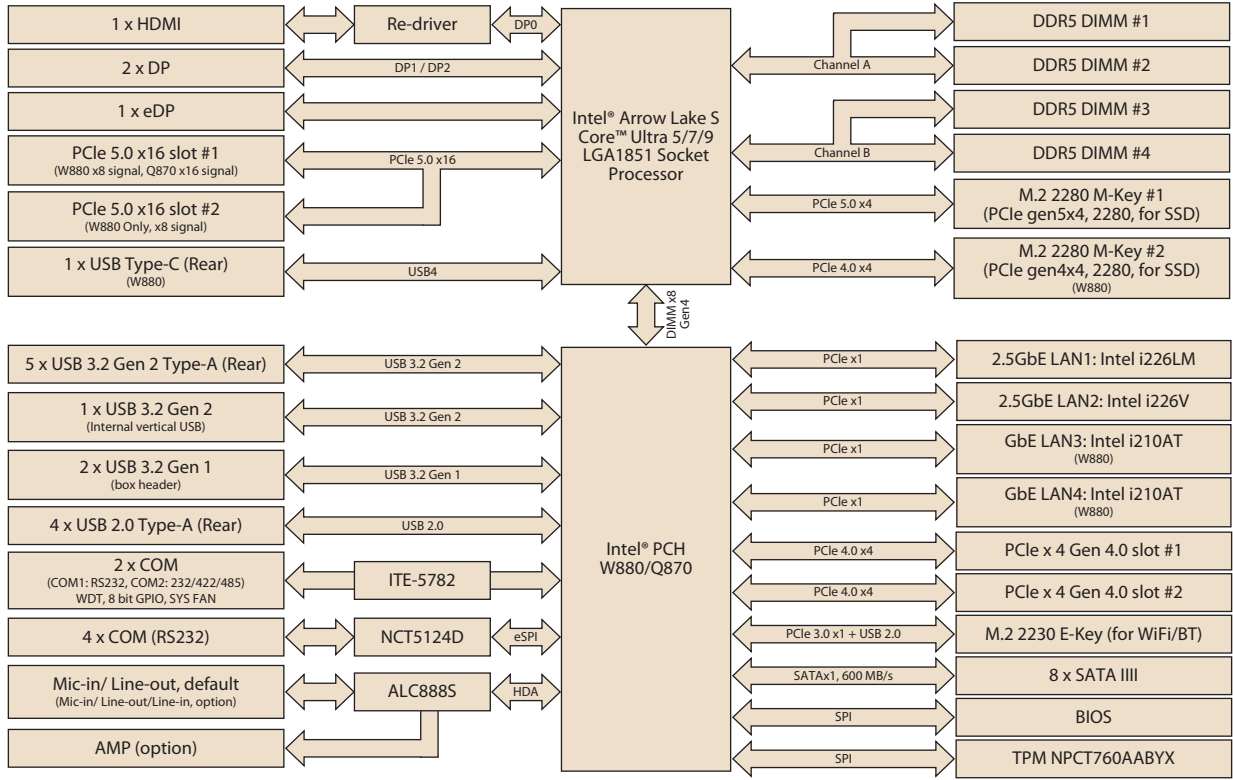 1 x HDMI
Re-driver
DP0
2 x DP
DP1 / DP2
1 x eDP
PCIe 5.0 x16 slot #1
(W880 x8 signal, Q870 x16 signal)
PCIe 5.0 x16
PCIe 5.0 x16 slot #2
(W880 Only, x8 signal)
1 x USB Type-C (Rear)
(W880)
USB4
Intel® Arrow Lake S
Core™ Ultra 5/7/9
LGA1851 Socket
Processor
DDR5 DIMM #1
Channel A
DDR5 DIMM #2
DDR5 DIMM #3
Channel B
DDR5 DIMM #4
PCIe 5.0 x4
M.2 2280 M-Key #1
(PCIe gen5x4, 2280, for SSD)
PCIe 4.0 x4
M.2 2280 M-Key #2
(PCIe gen4x4, 2280, for SSD)
(W880)
DIMM x8
Gen4
5 x USB 3.2 Gen 2 Type-A (Rear)
USB 3.2 Gen 2
1 x USB 3.2 Gen 2
(Internal vertical USB)
USB 3.2 Gen 2
2 x USB 3.2 Gen 1
(box header)
USB 3.2 Gen 1
4 x USB 2.0 Type-A (Rear)
USB 2.0
2 x COM
(COM1: RS232, COM2: 232/422/485)
WDT, 8 bit GPIO, SYS FAN
ITE-5782
4 x COM (RS232)
NCT5124D
eSPI
Mic-in/ Line-out, default
(Mic-in/ Line-out/Line-in, option)
ALC888S
HDA
AMP (option)
Intel® PCH
W880/Q870
PCIe x1
2.5GbE LAN1: Intel i226LM
PCIe x1
2.5GbE LAN2: Intel i226V
PCIe x1
GbE LAN3: Intel i210AT
(W880)
PCIe x1
GbE LAN4: Intel i210AT
(W880)
PCIe 4.0 x4
PCIe x 4 Gen 4.0 slot #1
PCIe 4.0 x4
PCIe x 4 Gen 4.0 slot #2
PCIe 3.0 x1 + USB 2.0
M.2 2230 E-Key (for WiFi/BT)
SATAx1, 600 MB/s
8 x SATA IIII
SPI
BIOS
SPI
TPM NPCT760AABYX